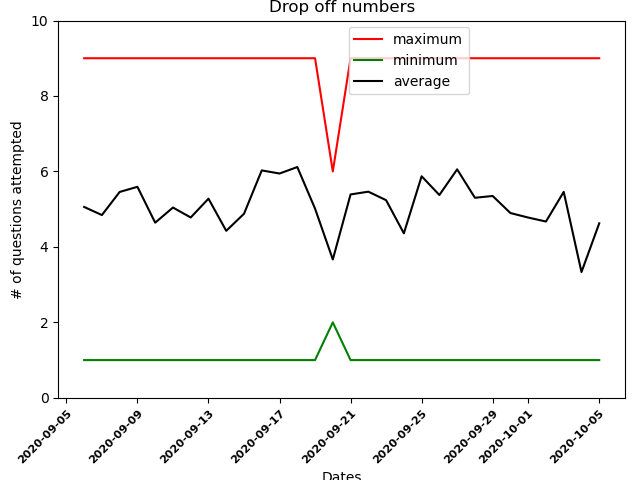 Drop off numbers
10
8
6
4
2
0
# of questions attempted
maximum
minimum
average
2020-09-05
2020-09-09
2020-09-13
2020-09-17
2020-09-21
2020-09-25
2020-09-29
2020-10-01
2020-10-05
Dates